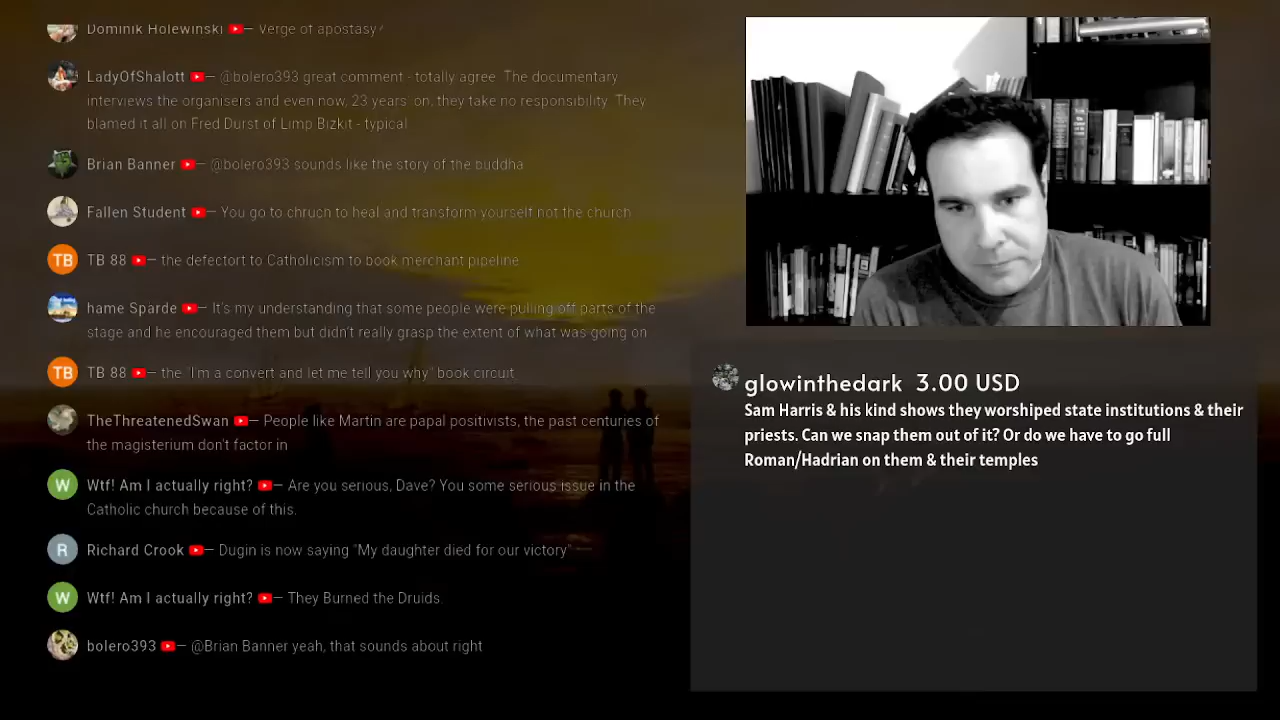 Dominik Holewinski — Verge of apostasy?
LadyOfShalott — @bolero393 great comment - totally agree. The documentary
interviews the organisers and even now, 23 years' on, they take no responsibility. They
blamed it all on Fred Durst of Limp Bizkit - typical
Brian Banner — @bolero393 sounds like the story of the buddha
Fallen Student — You go to chruch to heal and transform yourself not the church
TB
TB 88 — the defectort to Catholicism to book merchant pipeline
hame Sparde — It's my understanding that some people were pulling off parts of the
stage and he encouraged them but didn't really grasp the extent of what was going on
TB
TB 88 — the "I'm a convert and let me tell you why" book circuit
TheThreatenedSwan — People like Martin are papal positivists, the past centuries of
the magisterium don't factor in
W
Wtf! Am I actually right? — Are you serious, Dave? You some serious issue in the
Catholic church because of this.
R
Richard Crook — Dugin is now saying "My daughter died for our victory"
W
Wtf! Am I actually right? — They Burned the Druids.
bolero393 — @Brian Banner yeah, that sounds about right
glowinthedark 3.00 USD
Sam Harris & his kind shows they worshiped state institutions & their
priests. Can we snap them out of it? Or do we have to go full
Roman/Hadrian on them & their temples